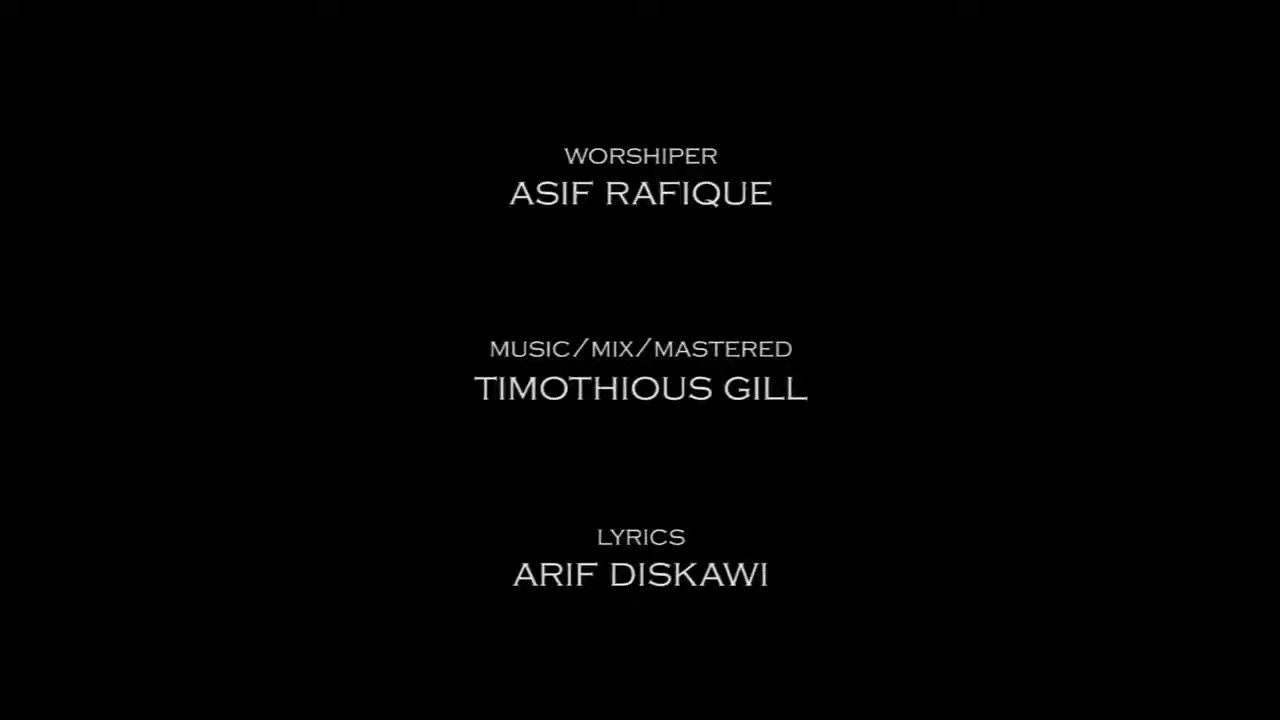 WORSHIPER
ASIF RAFIQUE
MUSIC/MIX/MASTERED
TIMOTHIOUS GILL
LYRICS
ARIF DISKAWI